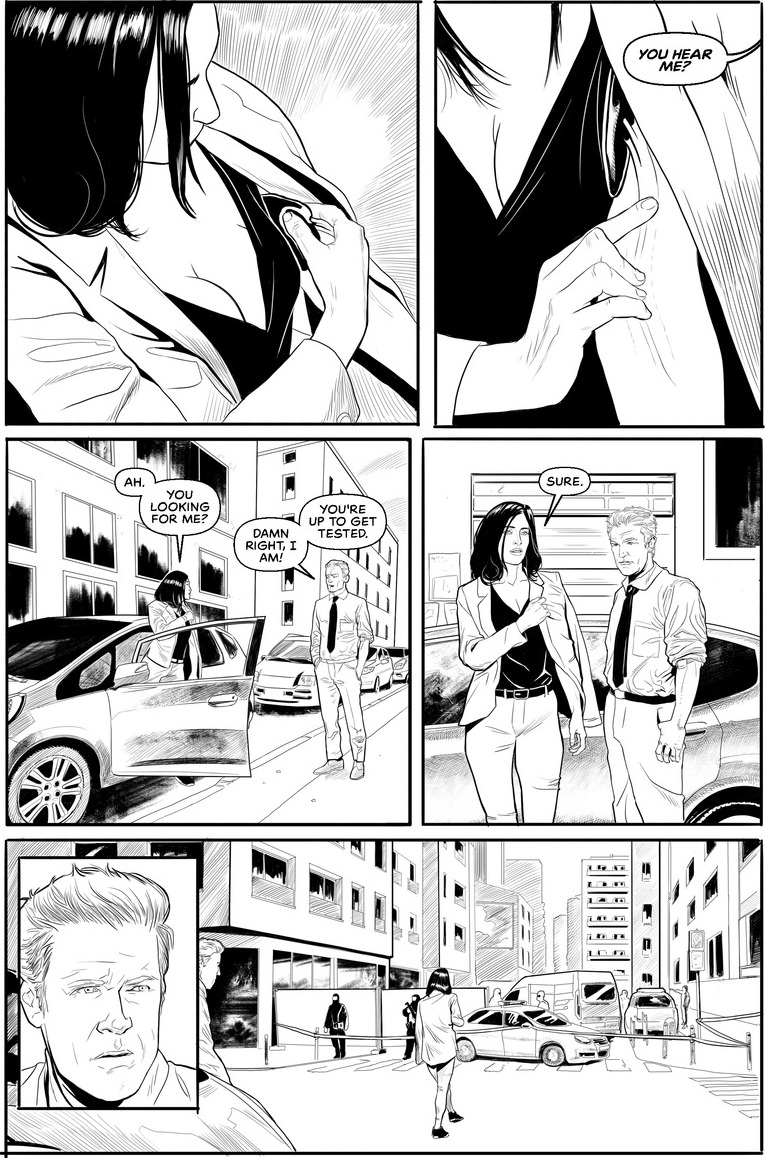 YOU HEAR
ME?
AH.
YOU
LOOKING
FOR ME?
DAMN
RIGHT, I
AM!
YOU'RE
UP TO GET
TESTED.
SURE.